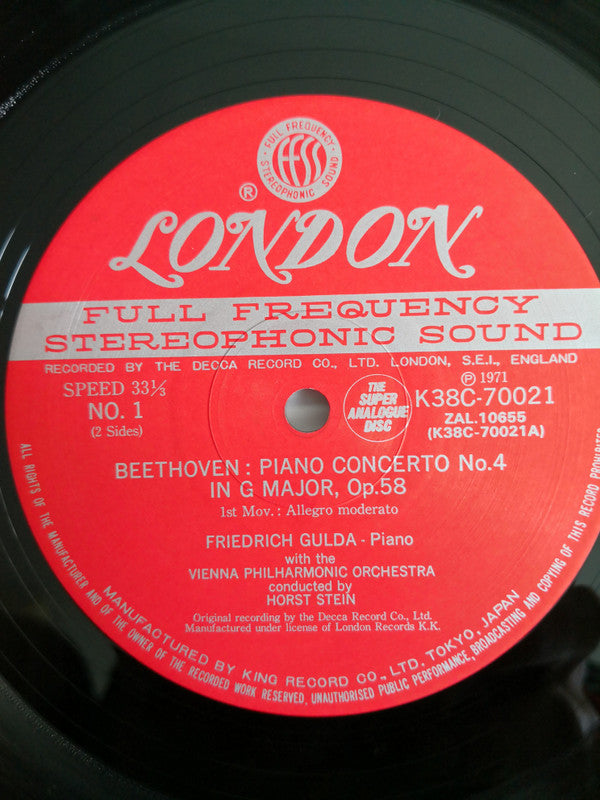 FULL FREQUENCY
FFSS
STEREOPHONIC SOUND
®
LONDON
FULL FREQUENCY
STEREOPHONIC SOUND
RECORDED BY THE DECCA RECORD CO., LTD. LONDON, S.E.I., ENGLAND
SPEED 33⅓
NO. 1
(2 Sides)
THE
SUPER
ANALOGUE
DISC
℗ 1971
K38C-70021
ZAL.10655
(K38C-70021A)
BEETHOVEN : PIANO CONCERTO No.4
IN G MAJOR, Op.58
1st Mov. : Allegro moderato
FRIEDRICH GULDA - Piano
with the
VIENNA PHILHARMONIC ORCHESTRA
conducted by
HORST STEIN
Original recording by the Decca Record Co., Ltd.
Manufactured under license of London Records K.K.
MANUFACTURED BY KING RECORD CO., LTD. TOKYO, JAPAN
ALL RIGHTS OF THE MANUFACTURER AND OF THE OWNER OF THE RECORDED WORK RESERVED, UNAUTHORISED PUBLIC PERFORMANCE, BROADCASTING AND COPYING OF THIS RECORD PROHIBITED